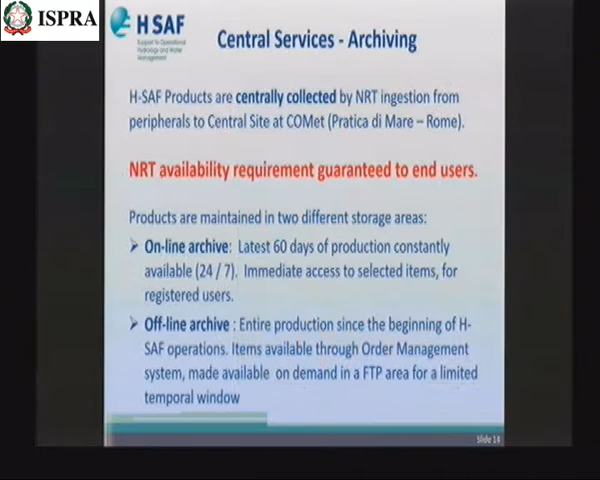 ISPRA
H SAF
Support to Operational
Hydrology and Water
Management
Central Services - Archiving
H-SAF Products are centrally collected by NRT ingestion from
peripherals to Central Site at COMet (Pratica di Mare – Rome).
NRT availability requirement guaranteed to end users.
Products are maintained in two different storage areas:
➤ On-line archive: Latest 60 days of production constantly
available (24 / 7). Immediate access to selected items, for
registered users.
➤ Off-line archive : Entire production since the beginning of H-
SAF operations. Items available through Order Management
system, made available on demand in a FTP area for a limited
temporal window
Slide 14